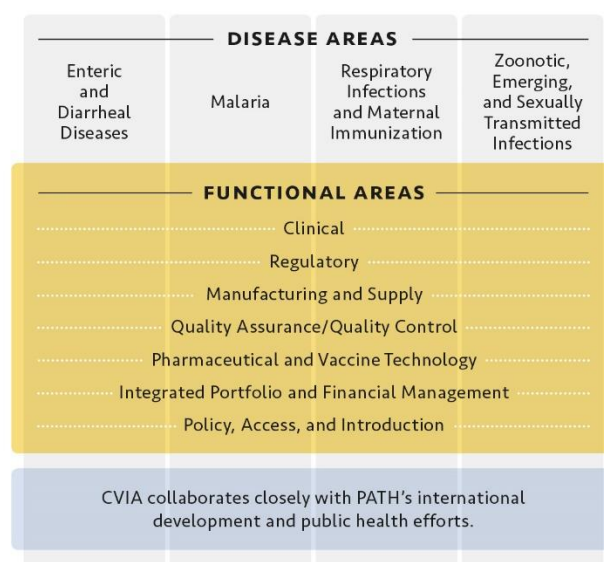 DISEASE AREAS
Enteric
and
Diarrheal
Diseases
Malaria
Respiratory
Infections
and Maternal
Immunization
Zoonotic,
Emerging,
and Sexually
Transmitted
Infections
FUNCTIONAL AREAS
Clinical
Regulatory
Manufacturing and Supply
Quality Assurance/Quality Control
Pharmaceutical and Vaccine Technology
Integrated Portfolio and Financial Management
Policy, Access, and Introduction
CVIA collaborates closely with PATH’s international
development and public health efforts.